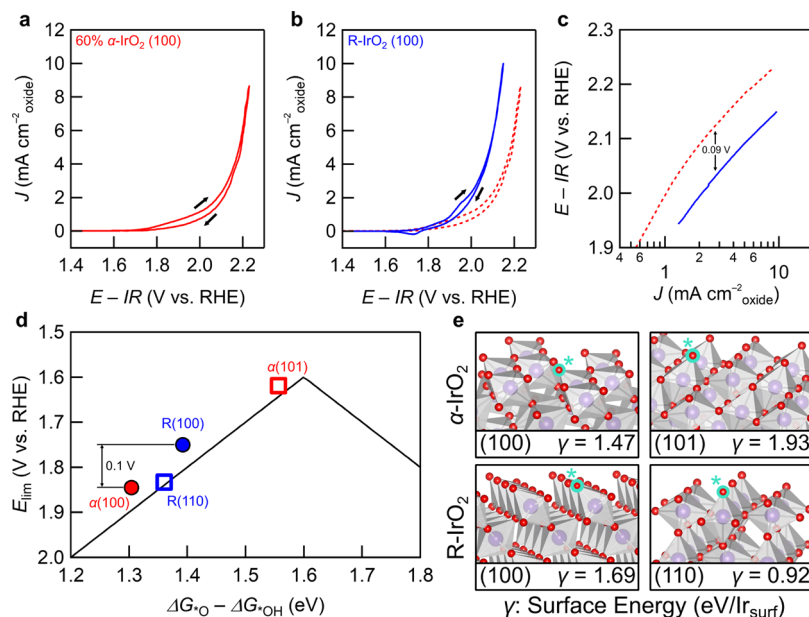 a
60% α-IrO₂ (100)
J (mA cm⁻²oxide)
12
10
8
6
4
2
0
1.4 1.6 1.8 2.0 2.2
E – IR (V vs. RHE)
b
R-IrO₂ (100)
J (mA cm⁻²oxide)
12
10
8
6
4
2
0
1.4 1.6 1.8 2.0 2.2
E – IR (V vs. RHE)
c
E – IR (V vs. RHE)
2.3
2.2
2.1
2.0
1.9
0.09 V
4 6 1 2 4 6 10
J (mA cm⁻²oxide)
d
Elim (V vs. RHE)
1.5
1.6
1.7
1.8
1.9
2.0
α(101)
R(100)
0.1 V
α(100)
R(110)
1.2 1.3 1.4 1.5 1.6 1.7 1.8
ΔG*O – ΔG*OH (eV)
e
α-IrO₂
*
(100) γ = 1.47
*
(101) γ = 1.93
R-IrO₂
*
(100) γ = 1.69
*
(110) γ = 0.92
γ: Surface Energy (eV/Irsurf)